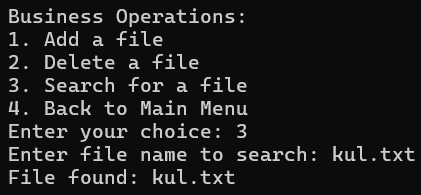 Business Operations:
1. Add a file
2. Delete a file
3. Search for a file
4. Back to Main Menu
Enter your choice: 3
Enter file name to search: kul.txt
File found: kul.txt